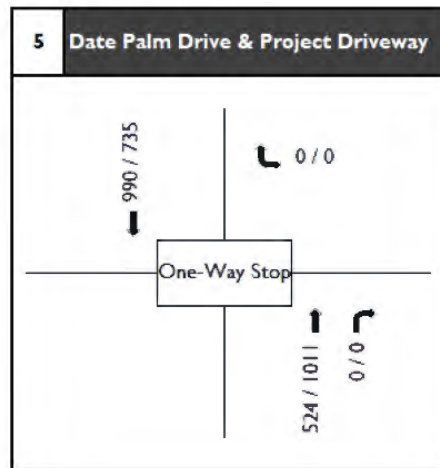 5 Date Palm Drive & Project Driveway
990 / 735
0 / 0
One-Way Stop
524 / 1011
0 / 0